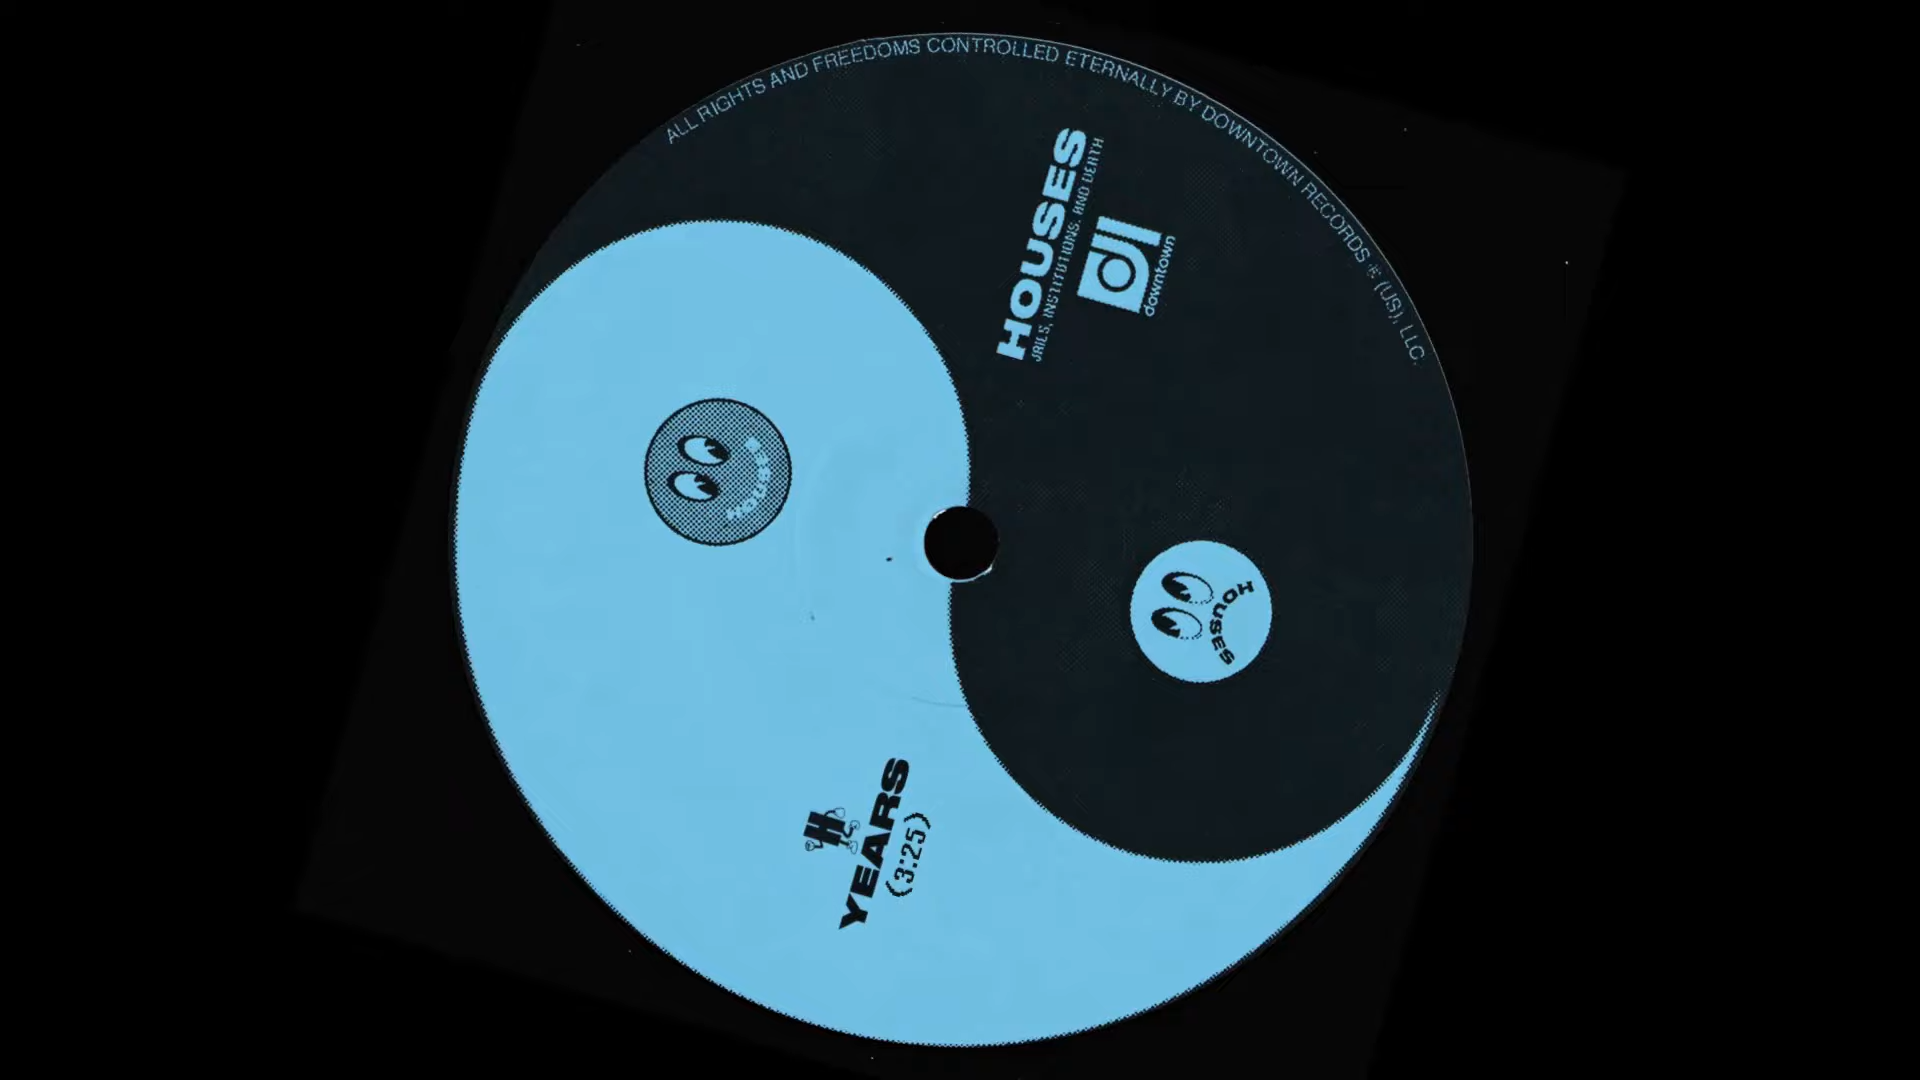 ALL RIGHTS AND FREEDOMS CONTROLLED ETERNALLY BY DOWNTOWN RECORDS ® (US), LLC.
HOUSES
JAILS, INSTITUTIONS, AND DEATH
downtown
HOUSES
HOUSES
H
YEARS
(3:25)